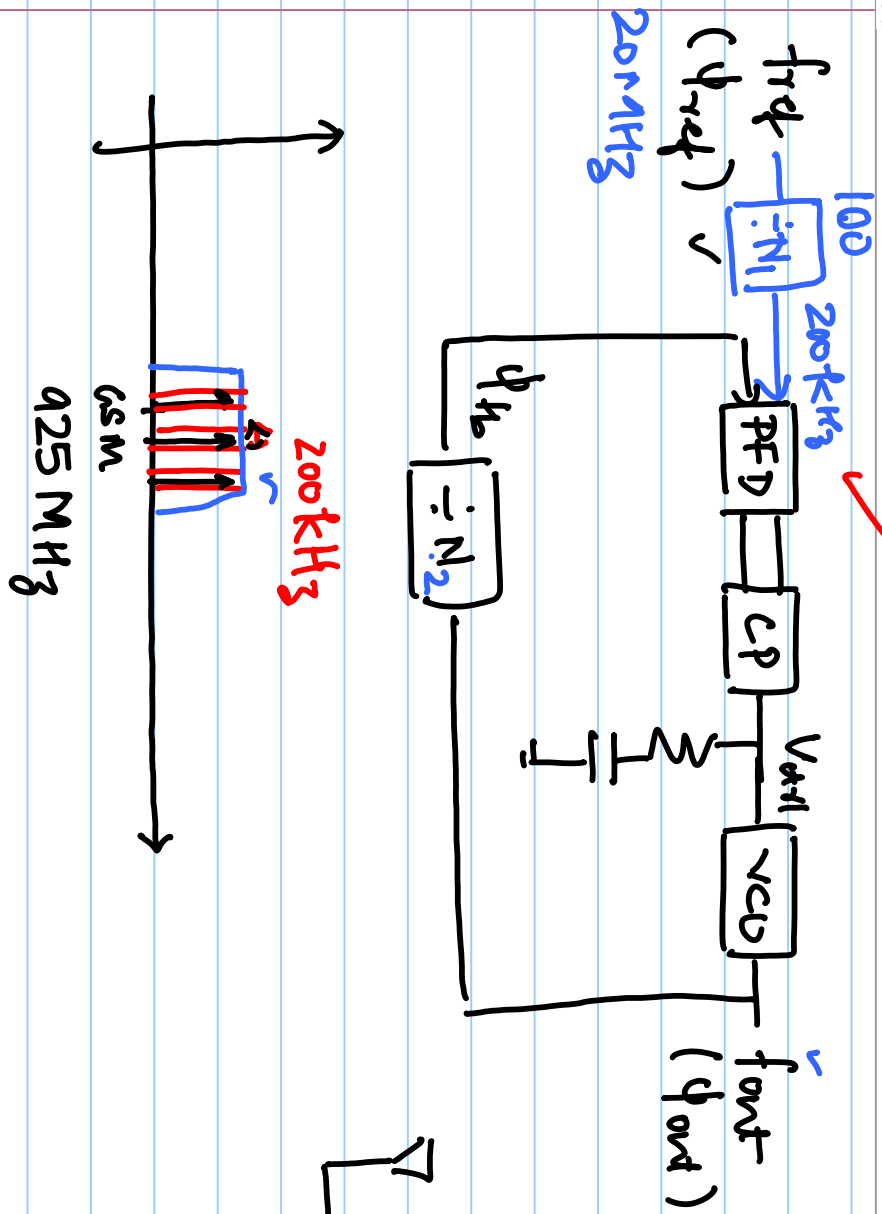 100
fref
÷N1
200kHz
PFD
CP
Vctrl
VCO
fout
(φref)
(φout)
20MHz
φfb
÷N2
200kHz
GSM
925 MHz